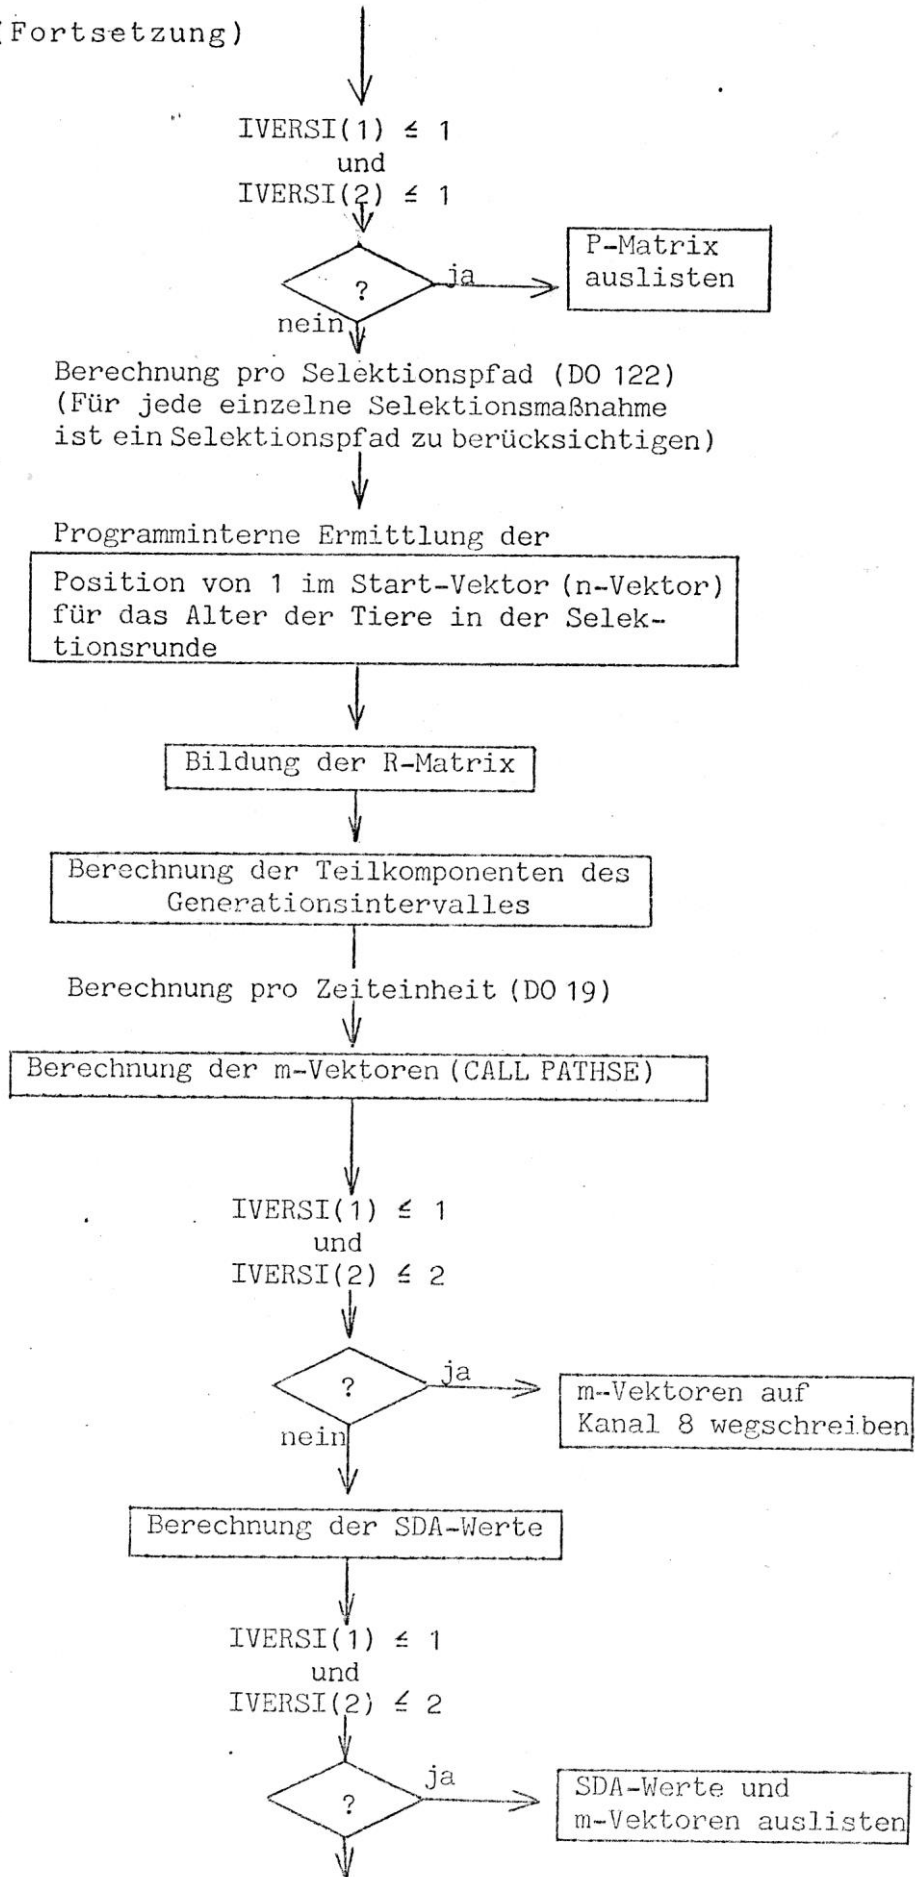 (Fortsetzung)
IVERSI(1) ≤ 1
und
IVERSI(2) ≤ 1
?
ja
P-Matrix
auslisten
nein
Berechnung pro Selektionspfad (DO 122)
(Für jede einzelne Selektionsmaßnahme
ist ein Selektionspfad zu berücksichtigen)
Programminterne Ermittlung der
Position von 1 im Start-Vektor (n-Vektor)
für das Alter der Tiere in der Selek-
tionsrunde
Bildung der R-Matrix
Berechnung der Teilkomponenten des
Generationsintervalles
Berechnung pro Zeiteinheit (DO 19)
Berechnung der m-Vektoren (CALL PATHSE)
IVERSI(1) ≤ 1
und
IVERSI(2) ≤ 2
?
ja
m-Vektoren auf
Kanal 8 wegschreiben
nein
Berechnung der SDA-Werte
IVERSI(1) ≤ 1
und
IVERSI(2) ≤ 2
?
ja
SDA-Werte und
m-Vektoren auslisten